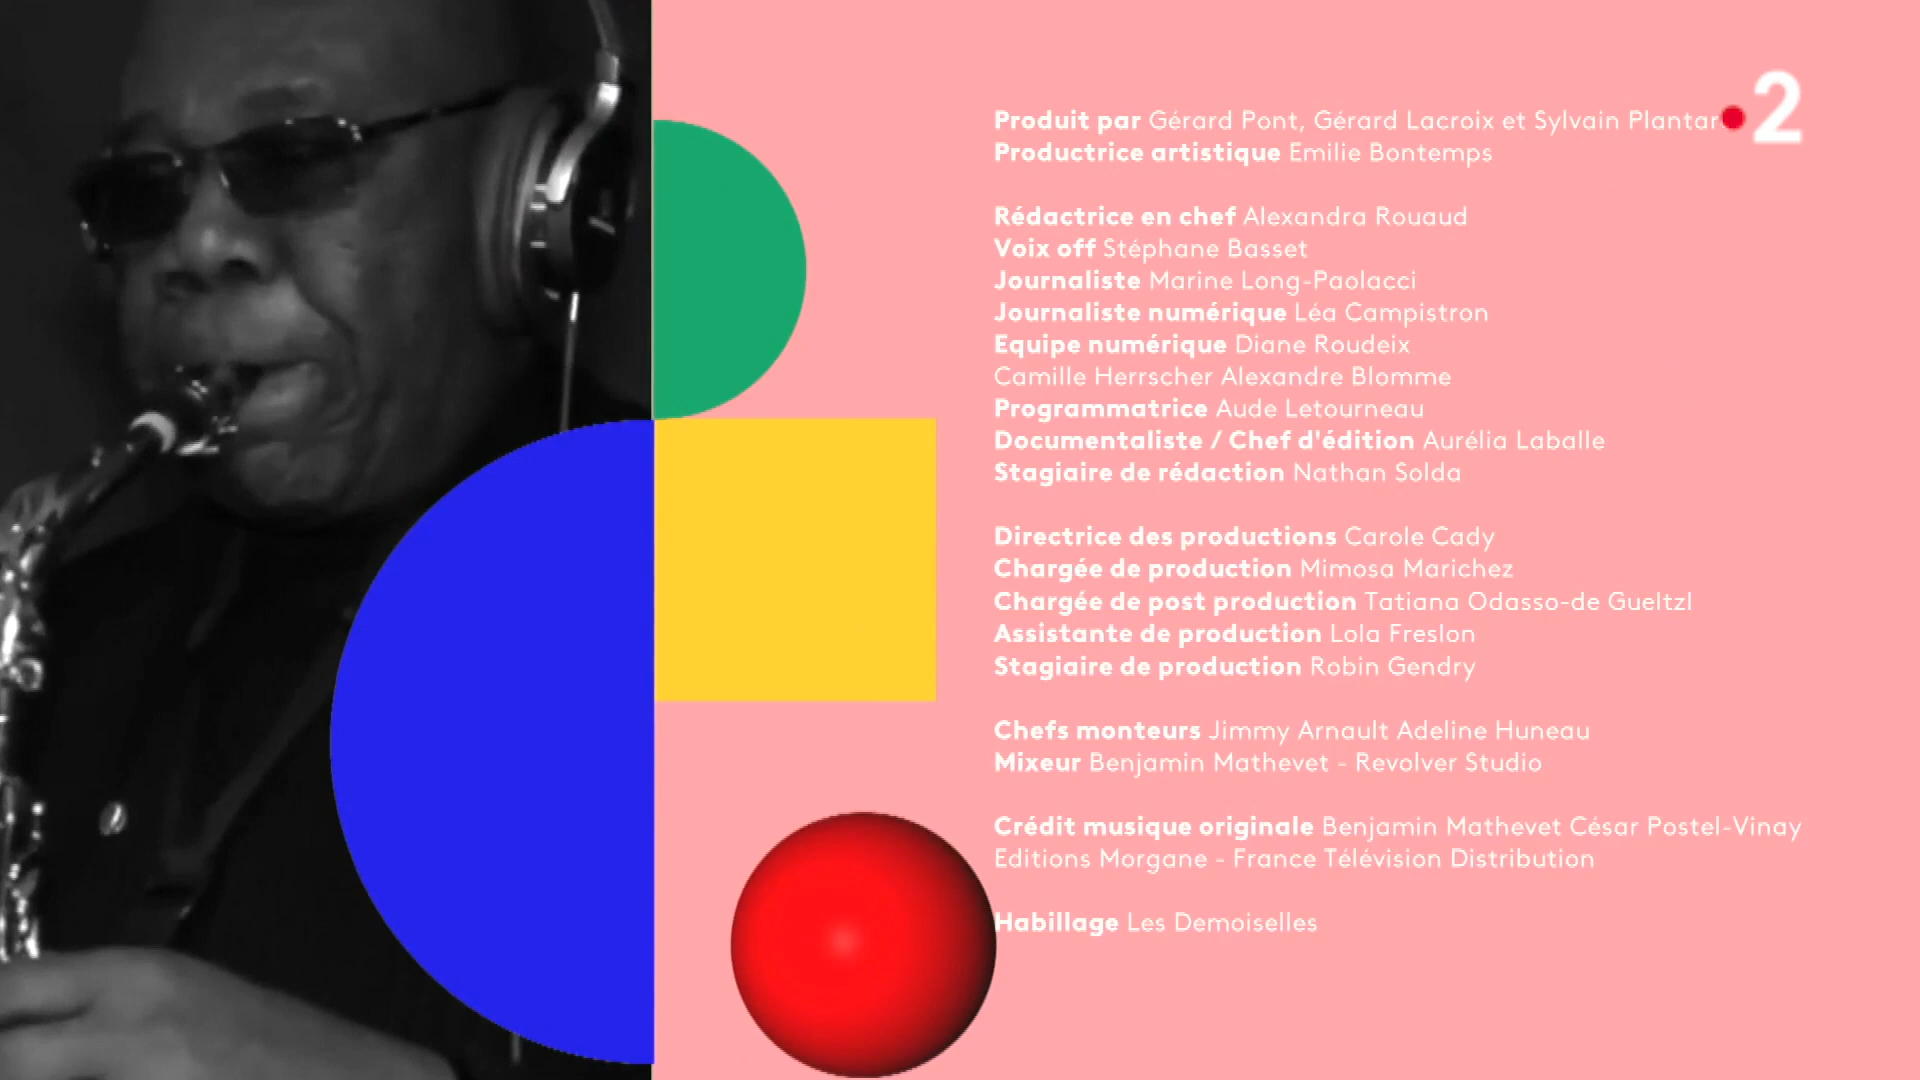 Produit par Gérard Pont, Gérard Lacroix et Sylvain Plantar
2
Productrice artistique Emilie Bontemps
Rédactrice en chef Alexandra Rouaud
Voix off Stéphane Basset
Journaliste Marine Long-Paolacci
Journaliste numérique Léa Campistron
Equipe numérique Diane Roudeix
Camille Herrscher Alexandre Blomme
Programmatrice Aude Letourneau
Documentaliste / Chef d'édition Aurélia Laballe
Stagiaire de rédaction Nathan Solda
Directrice des productions Carole Cady
Chargée de production Mimosa Marichez
Chargée de post production Tatiana Odasso-de Gueltzl
Assistante de production Lola Freslon
Stagiaire de production Robin Gendry
Chefs monteurs Jimmy Arnault Adeline Huneau
Mixeur Benjamin Mathevet - Revolver Studio
Crédit musique originale Benjamin Mathevet César Postel-Vinay
Editions Morgane - France Télévision Distribution
Habillage Les Demoiselles